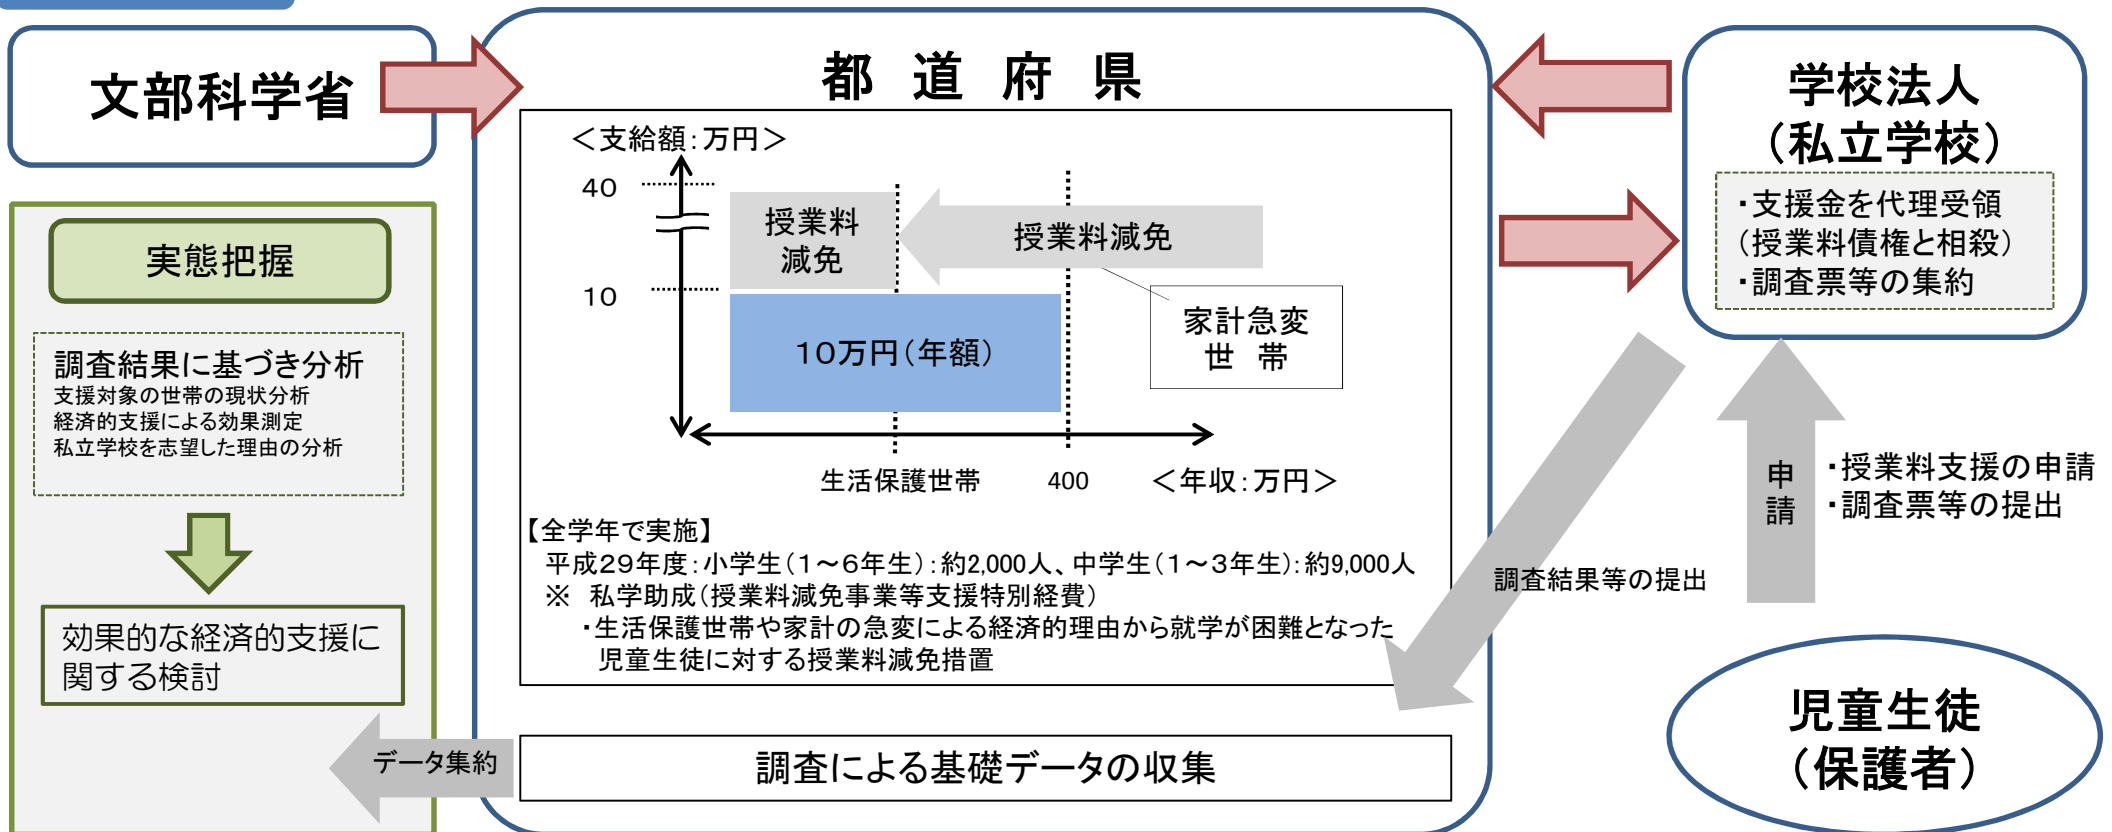 文部科学省
実態把握
調査結果に基づき分析
支援対象の世帯の現状分析
経済的支援による効果測定
私立学校を志望した理由の分析
効果的な経済的支援に
関する検討
データ集約
都道府県
＜支給額：万円＞
40
10
授業料
減免
授業料減免
10万円（年額）
家計急変
世帯
生活保護世帯
400
＜年収：万円＞
【全学年で実施】
平成２９年度：小学生（１～６年生）：約2,000人、中学生（１～３年生）：約9,000人
※ 私学助成（授業料減免事業等支援特別経費）
・生活保護世帯や家計の急変による経済的理由から就学が困難となった
児童生徒に対する授業料減免措置
調査による基礎データの収集
学校法人
（私立学校）
・支援金を代理受領
（授業料債権と相殺）
・調査票等の集約
申
請
・授業料支援の申請
・調査票等の提出
調査結果等の提出
児童生徒
（保護者）